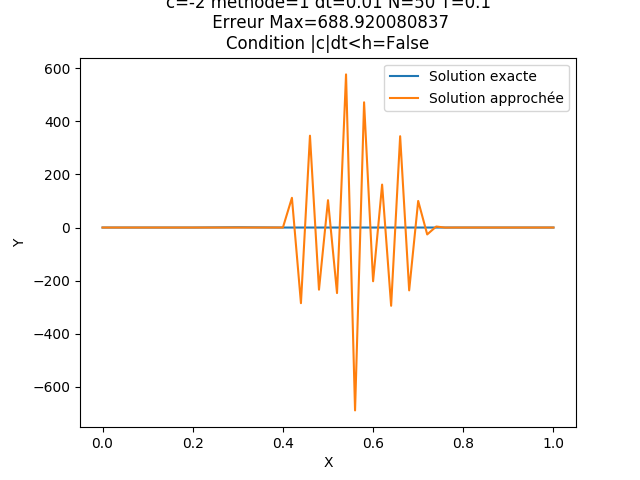 c=-2 methode=1 dt=0.01 N=50 T=0.1
Erreur Max=688.920080837
Condition |c|dt<h=False
Solution exacte
Solution approchée
600
400
200
0
−200
−400
−600
Y
0.0 0.2 0.4 0.6 0.8 1.0
X